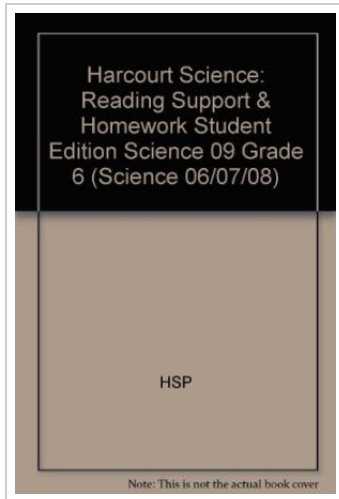 Harcourt Science:
Reading Support &
Homework Student
Edition Science 09 Grade
6 (Science 06/07/08)
HSP
Note: This is not the actual book cover